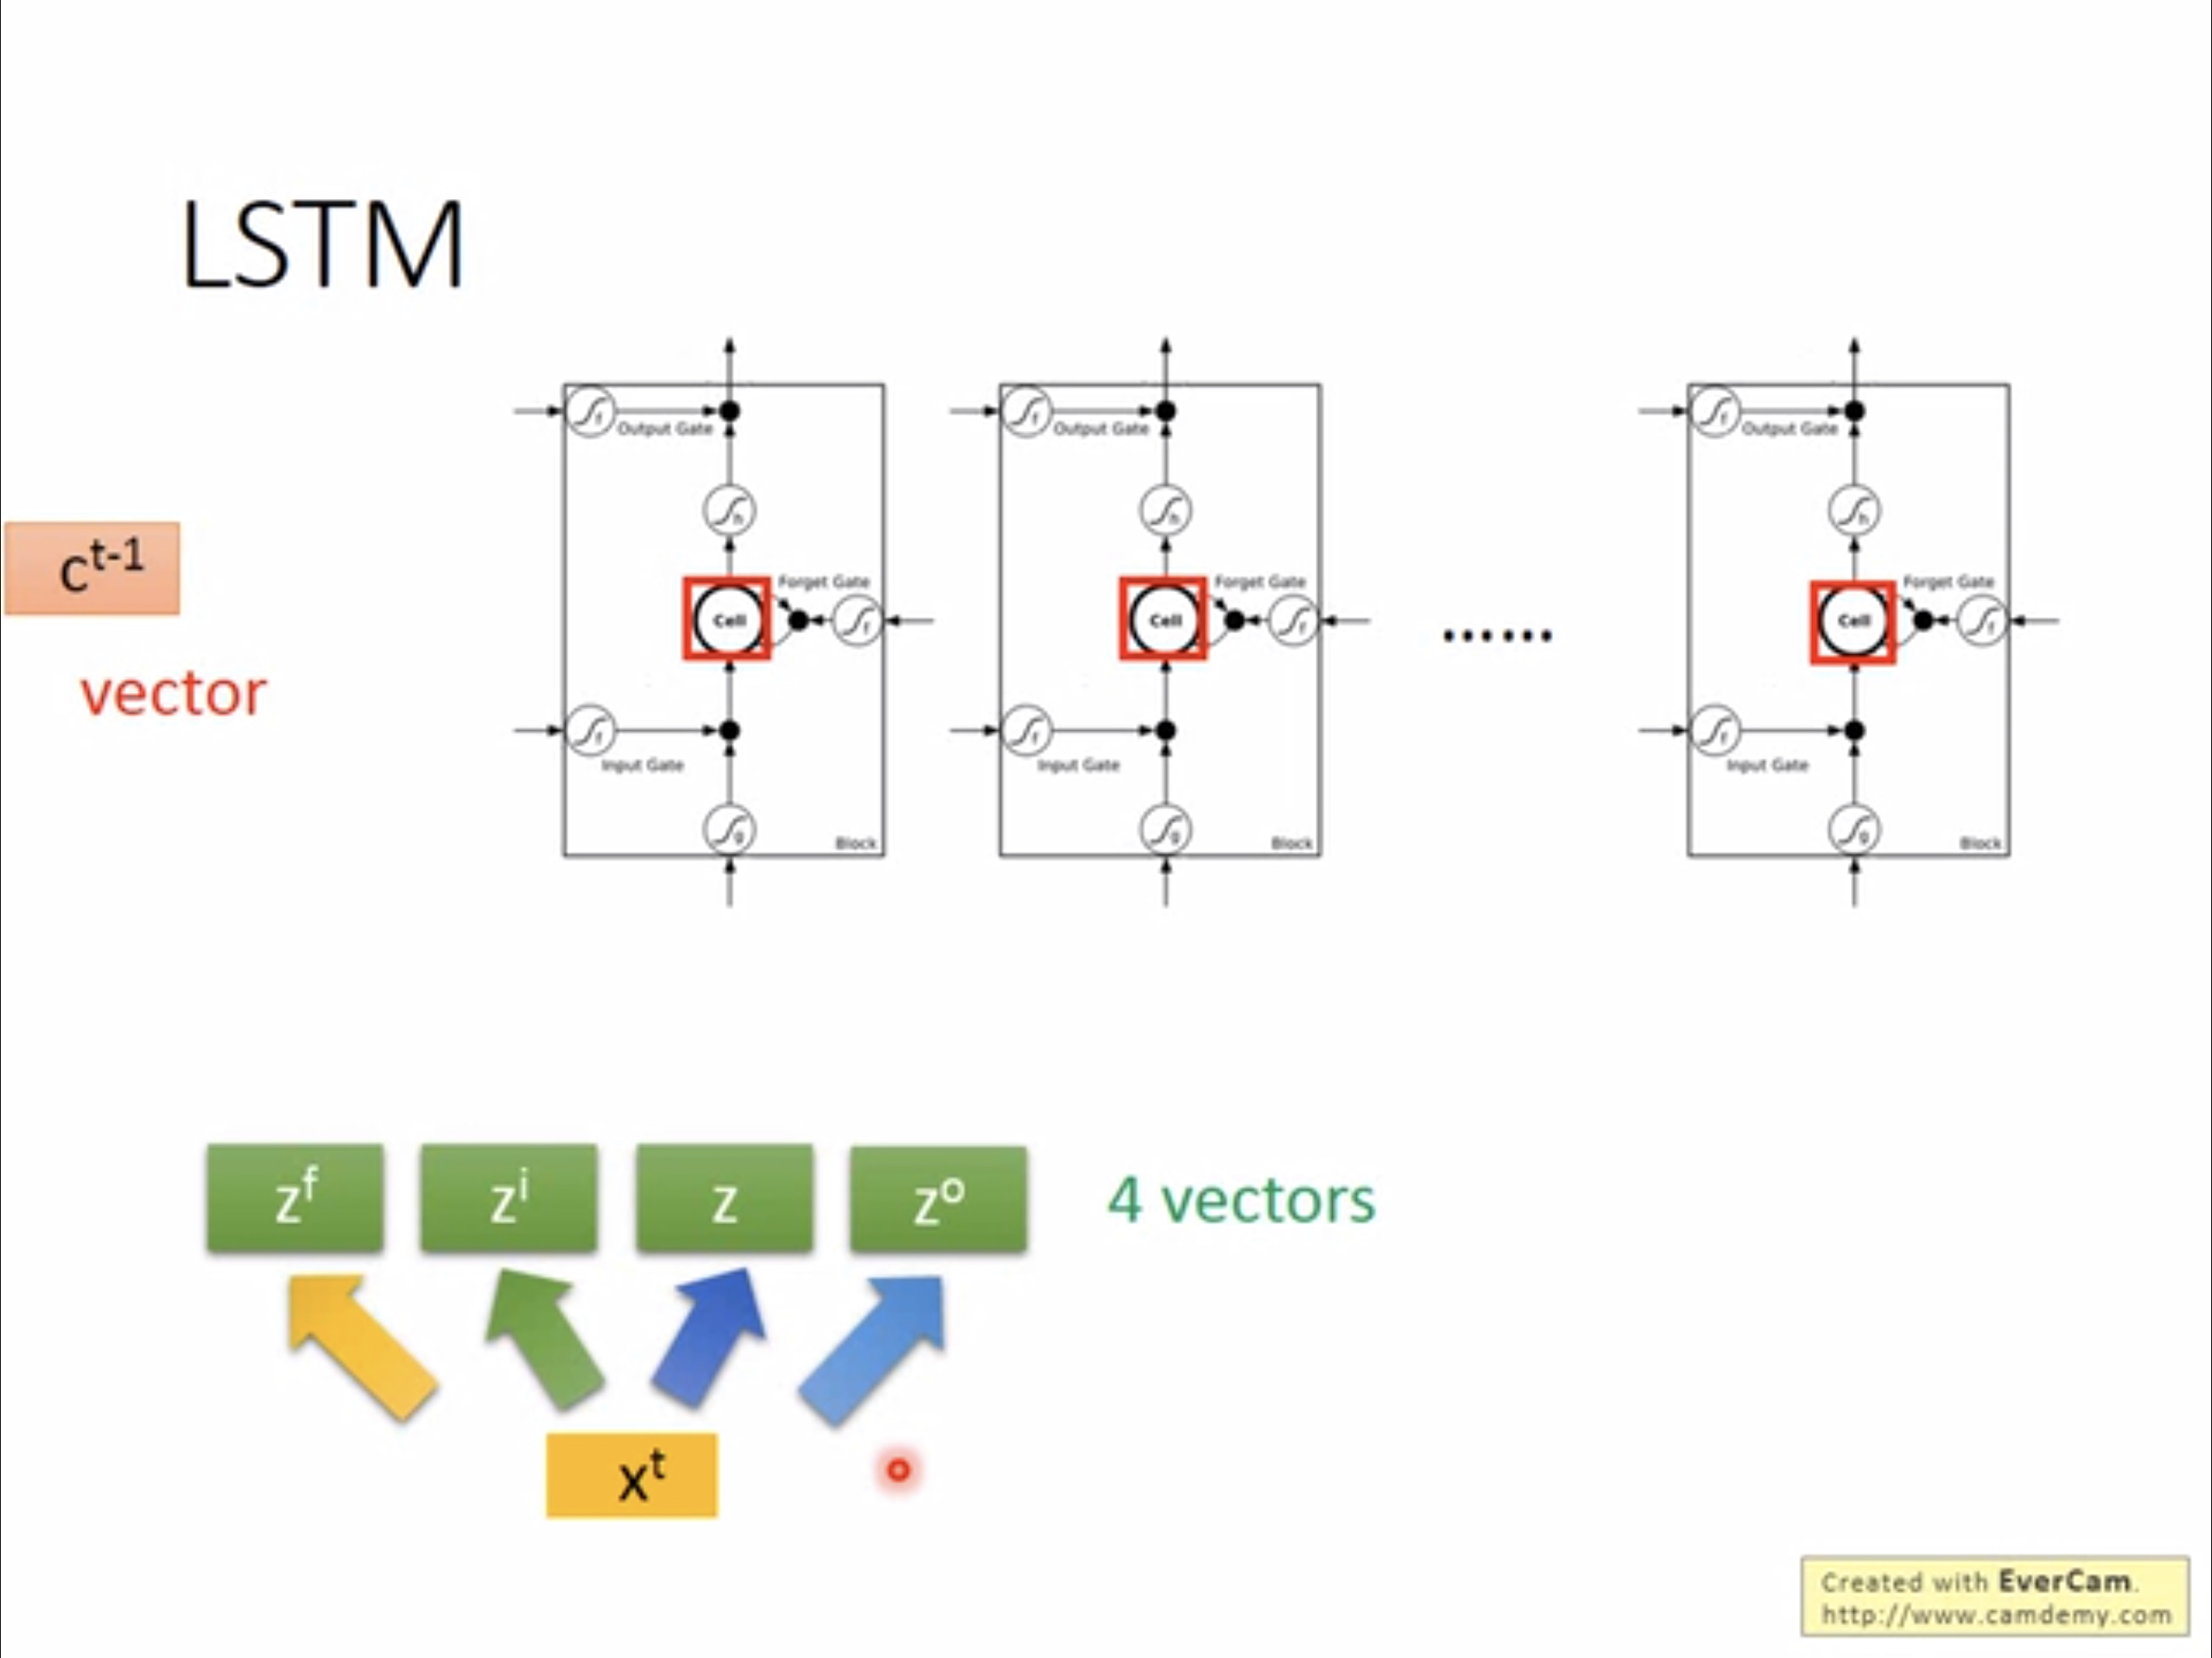 LSTM
c^t-1
vector
Output Gate
f
h
Forget Gate
Cell
f
f
Input Gate
g
Block
Output Gate
f
h
Forget Gate
Cell
f
f
Input Gate
g
Block
......
Output Gate
f
h
Forget Gate
Cell
f
f
Input Gate
g
Block
z^f z^i z z^o 4 vectors
x^t
Created with EverCam.
http://www.camdemy.com